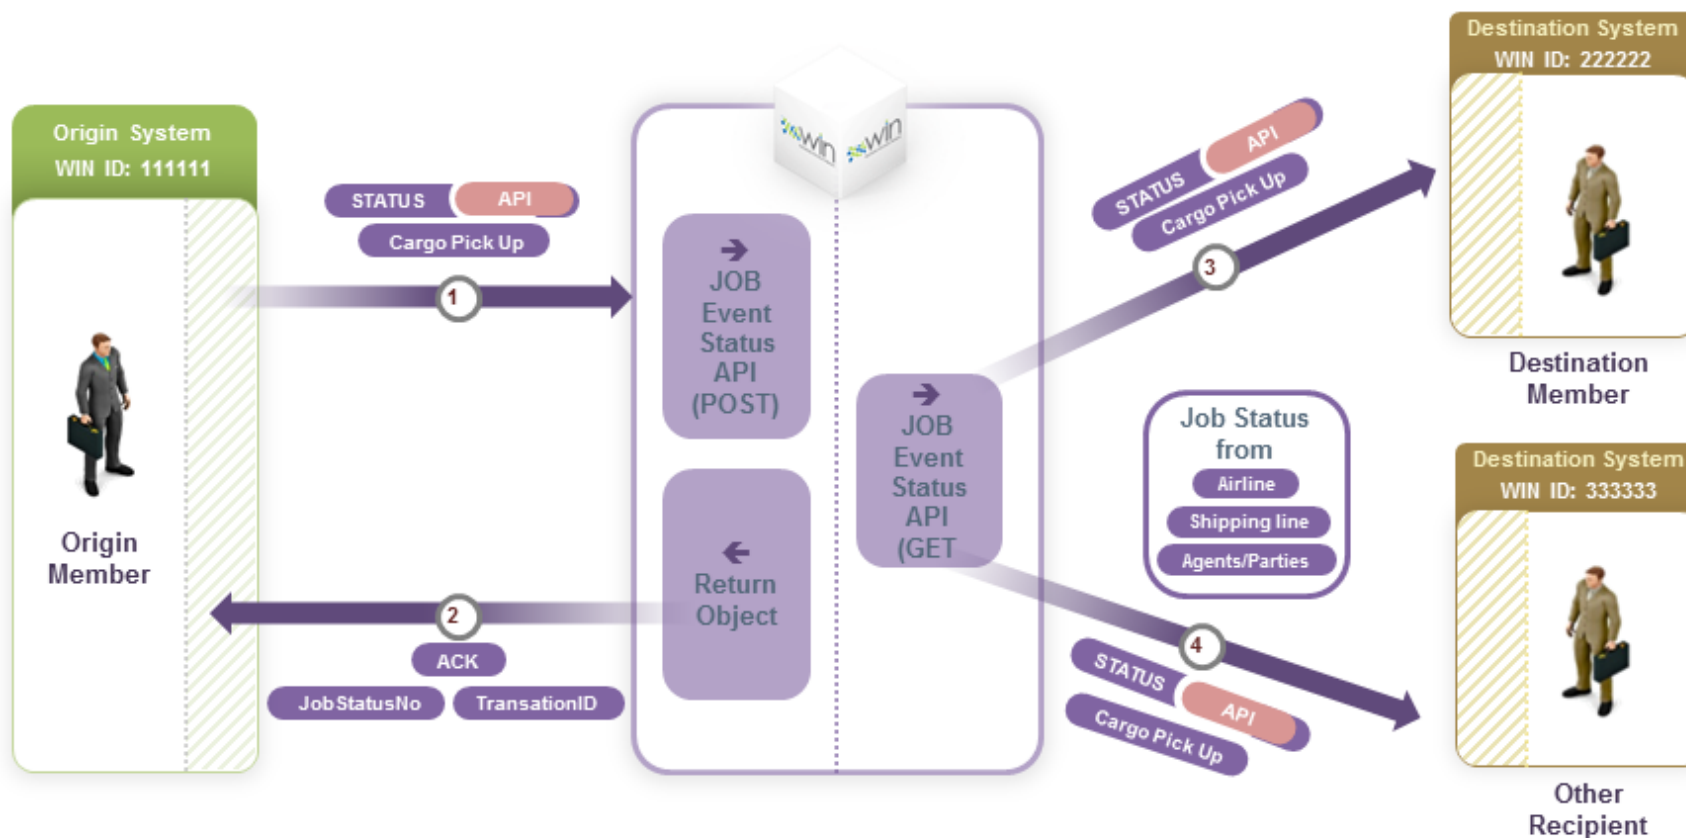 Origin System
WIN ID: 111111
Origin
Member
STATUS API
Cargo Pick Up
1
2
ACK
JobStatusNo TransationID
win win
JOB
Event
Status
API
(POST)
Return
Object
JOB
Event
Status
API
(GET
STATUS API
Cargo Pick Up
3
Job Status
from
Airline
Shipping line
Agents/Parties
4
STATUS API
Cargo Pick Up
Destination System
WIN ID: 222222
Destination
Member
Destination System
WIN ID: 333333
Other
Recipient